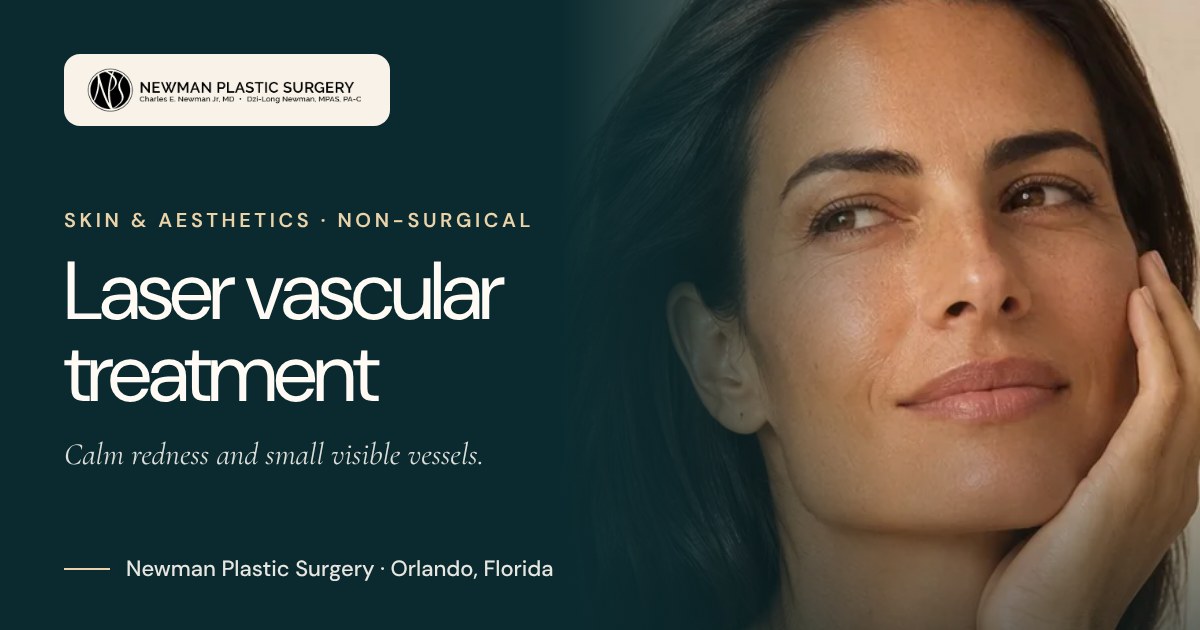 NPS
NEWMAN PLASTIC SURGERY
Charles E. Newman Jr, MD • Dzi-Long Newman, MPAS, PA-C
SKIN & AESTHETICS · NON-SURGICAL
Laser vascular
treatment
Calm redness and small visible vessels.
Newman Plastic Surgery · Orlando, Florida